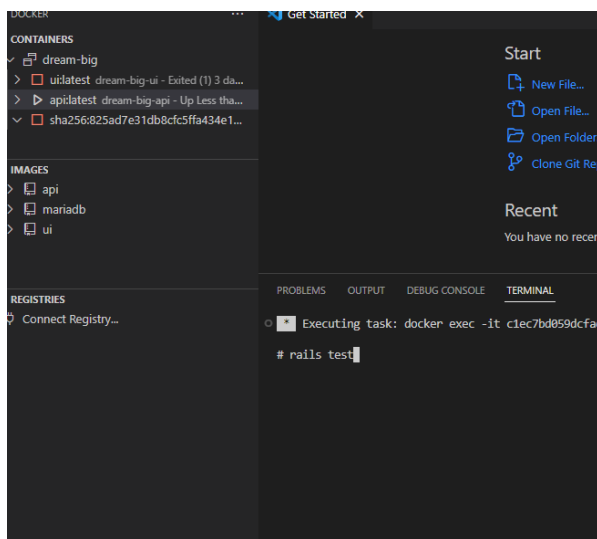 DOCKER ...
CONTAINERS
dream-big
ui:latest dream-big-ui - Exited (1) 3 da...
api:latest dream-big-api - Up Less tha...
sha256:825ad7e31db8cfc5ffa434e1...
IMAGES
api
mariadb
ui
REGISTRIES
Connect Registry...
Get Started
Start
New File...
Open File...
Open Folder
Clone Git Re
Recent
You have no recen
PROBLEMS OUTPUT DEBUG CONSOLE TERMINAL
* Executing task: docker exec -it c1ec7bd059dcfa
# rails test